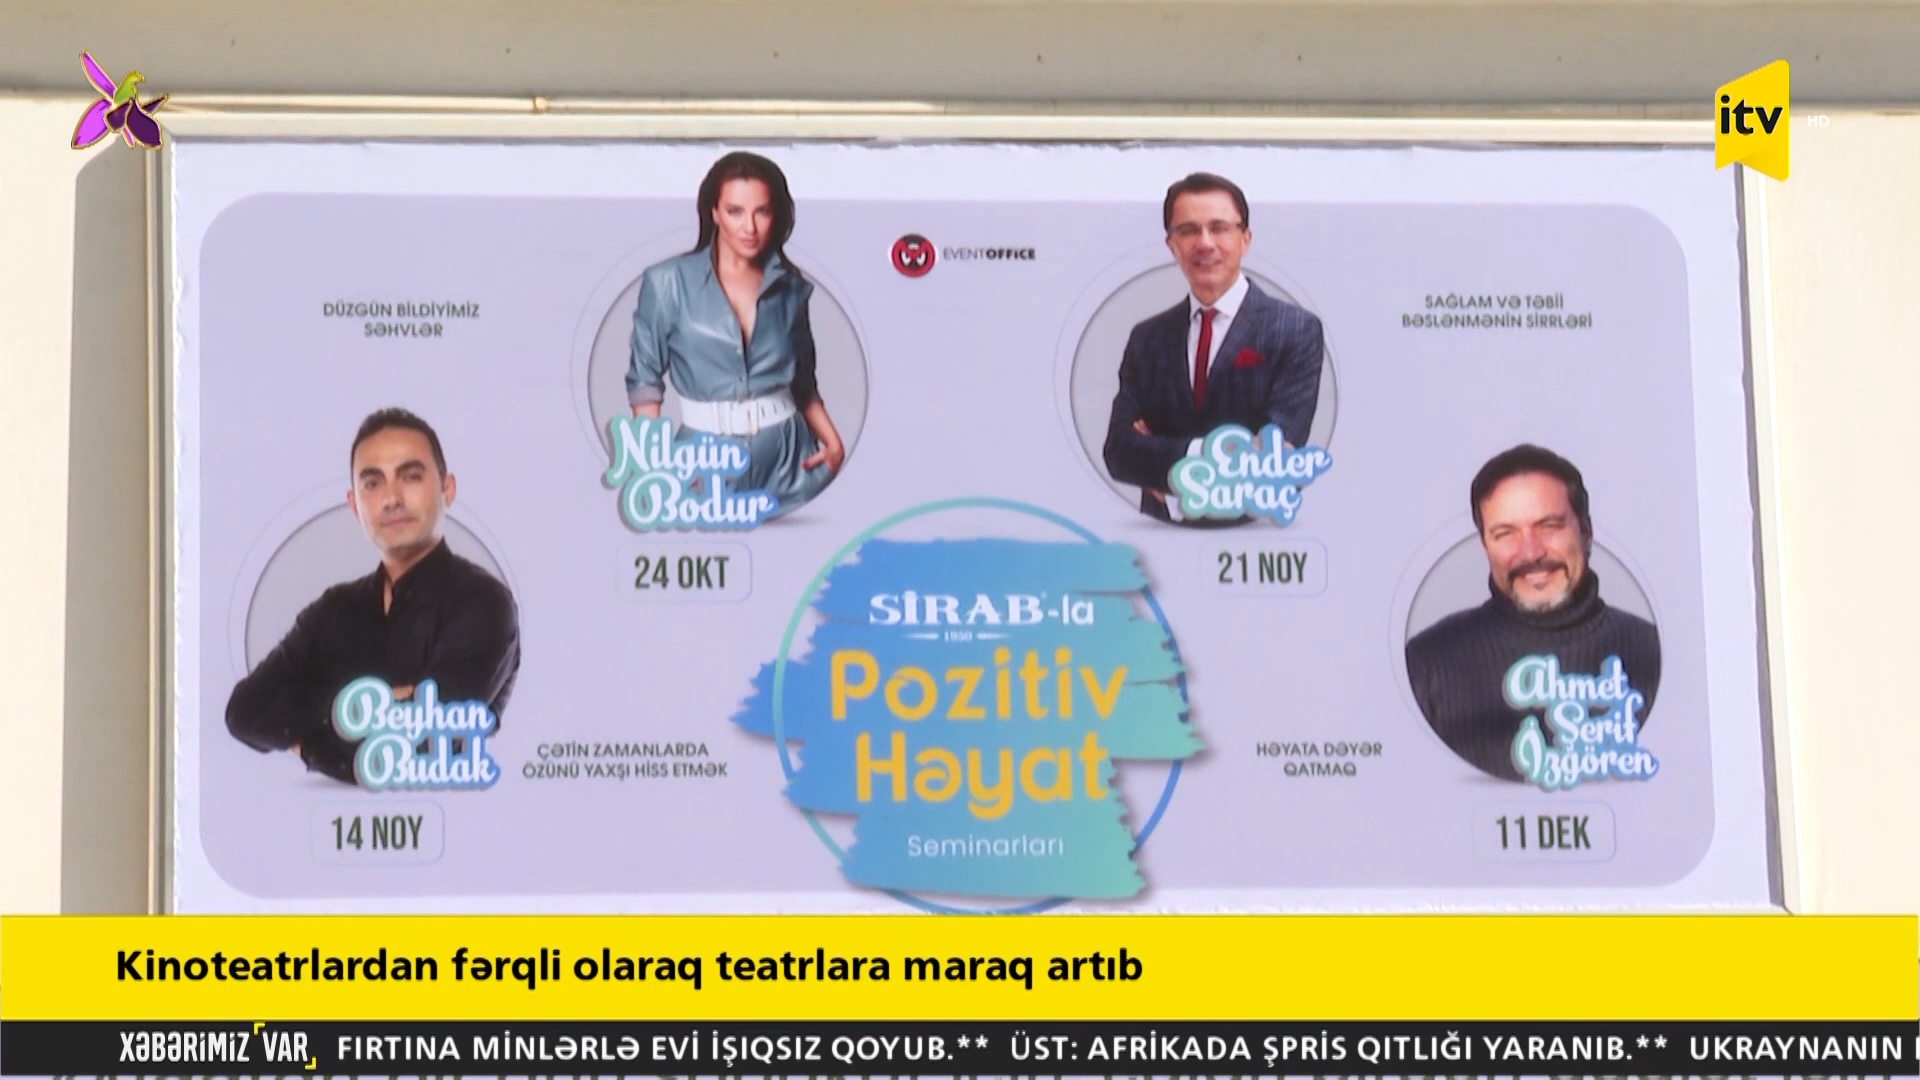 itv
HD
EVENTOFFiCE
DÜZGÜN BİLDİYİMİZ
SƏHVLƏR
Nilgün
Bodur
24 OKT
SAĞLAM VƏ TƏBİİ
BƏSLƏNMƏNİN SİRRLƏRİ
Ender
Saraç
21 NOY
Beyhan
Budak
14 NOY
ÇƏTİN ZAMANLARDA
ÖZÜNÜ YAXŞI HİSS ETMƏK
SİRAB®-la
1950
Pozitiv
Həyat
Seminarları
HƏYATA DƏYƏR
QATMAQ
Ahmet
Şerif
İzgören
11 DEK
Kinoteatrlardan fərqli olaraq teatrlara maraq artıb
XƏBƏRİMİZ VAR FIRTINA MİNLƏRLƏ EVİ İŞIQSIZ QOYUB.** ÜST: AFRİKADA ŞPRİS QITLIĞI YARANIB.** UKRAYNANIN